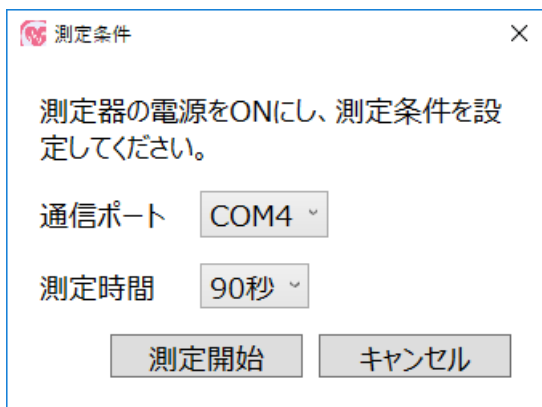 測定条件
測定器の電源をONにし、測定条件を設
定してください。
通信ポート COM4
測定時間 90秒
測定開始 キャンセル